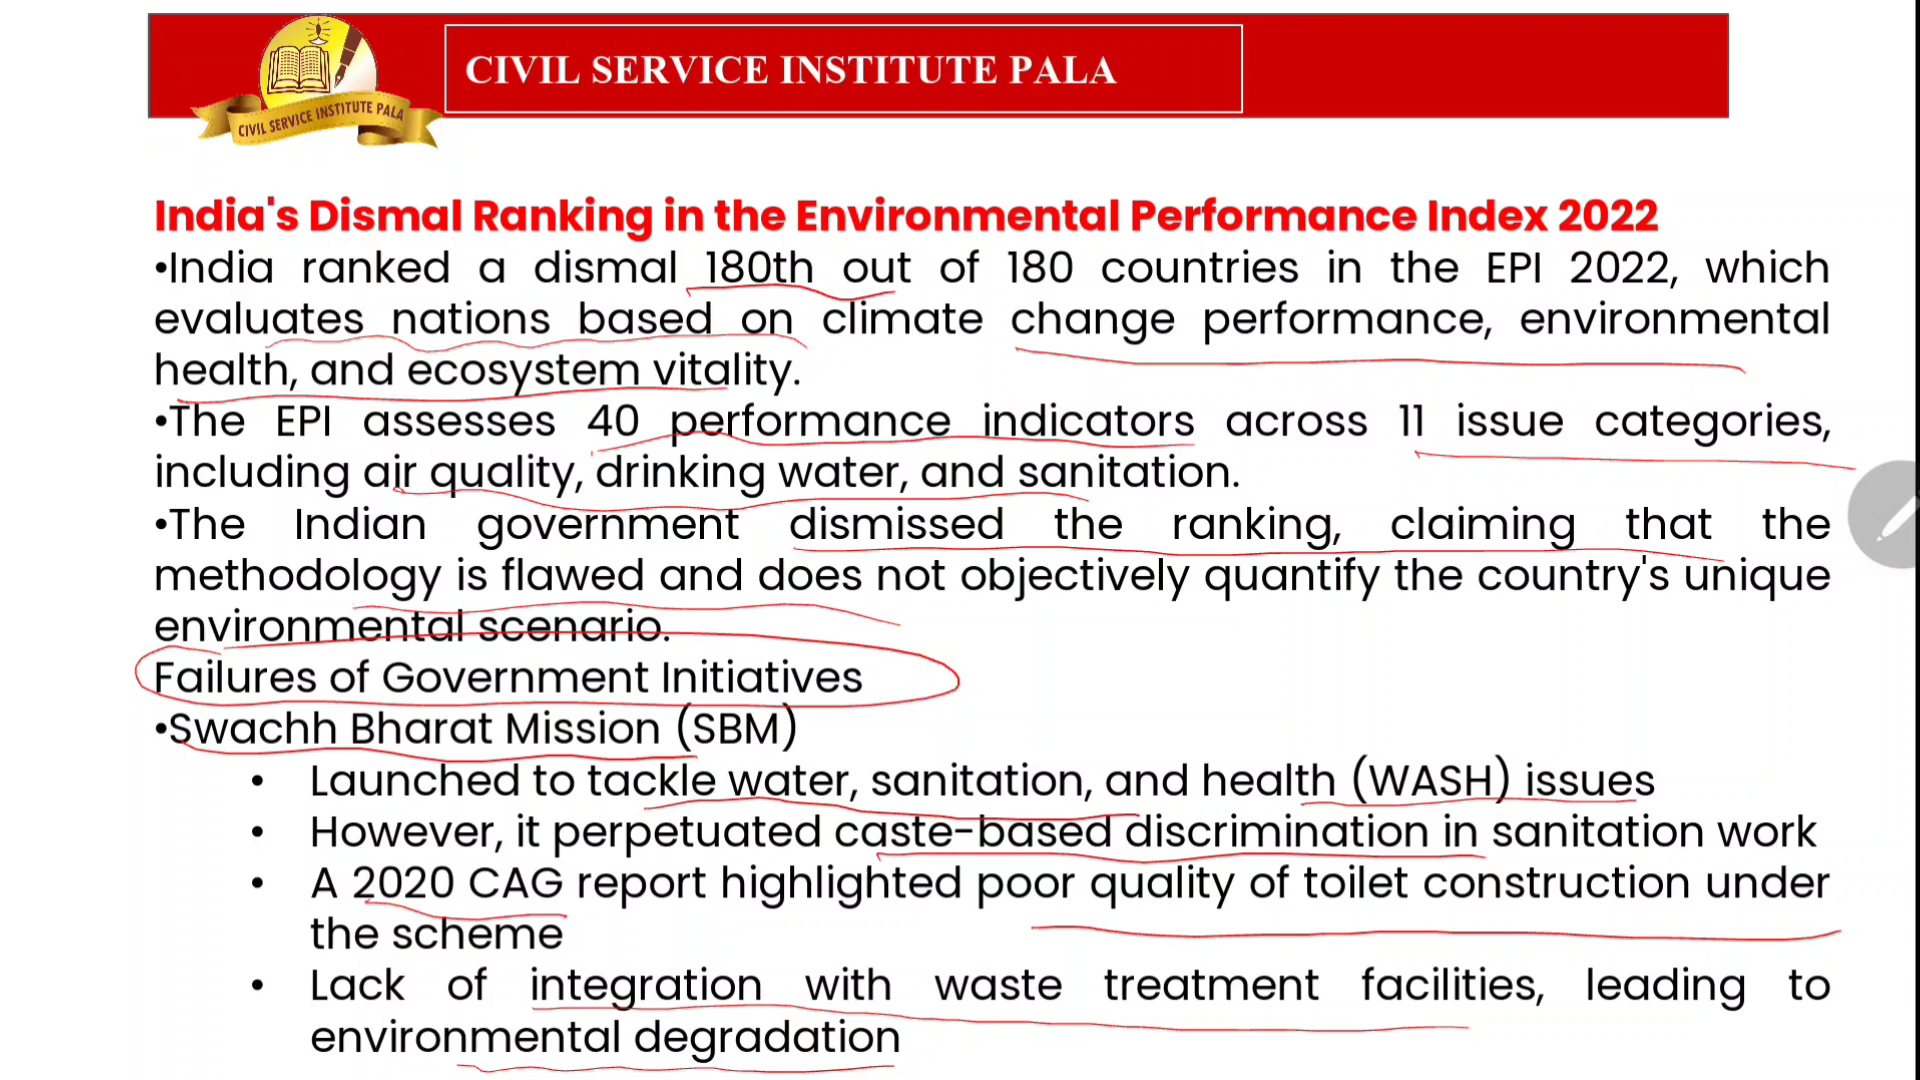 CIVIL SERVICE INSTITUTE PALA
CIVIL SERVICE INSTITUTE PALA
India's Dismal Ranking in the Environmental Performance Index 2022
•India ranked a dismal 180th out of 180 countries in the EPI 2022, which
evaluates nations based on climate change performance, environmental
health, and ecosystem vitality.
•The EPI assesses 40 performance indicators across 11 issue categories,
including air quality, drinking water, and sanitation.
•The Indian government dismissed the ranking, claiming that the
methodology is flawed and does not objectively quantify the country's unique
environmental scenario.
Failures of Government Initiatives
•Swachh Bharat Mission (SBM)
• Launched to tackle water, sanitation, and health (WASH) issues
• However, it perpetuated caste-based discrimination in sanitation work
• A 2020 CAG report highlighted poor quality of toilet construction under
the scheme
• Lack of integration with waste treatment facilities, leading to
environmental degradation